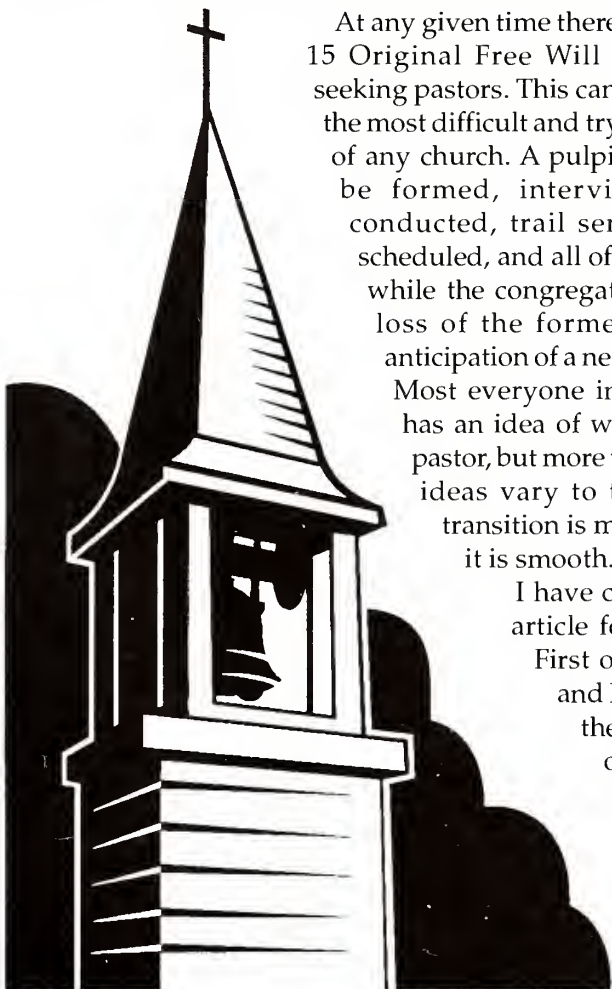 At any given time there
15 Original Free Will
seeking pastors. This can
the most difficult and try
of any church. A pulpi
be formed, intervi
conducted, trail ser
scheduled, and all of
while the congregat
loss of the forme
anticipation of a ne
Most everyone in
has an idea of w
pastor, but more
ideas vary to
transition is m
it is smooth.
I have c
article fe
First o
and
the